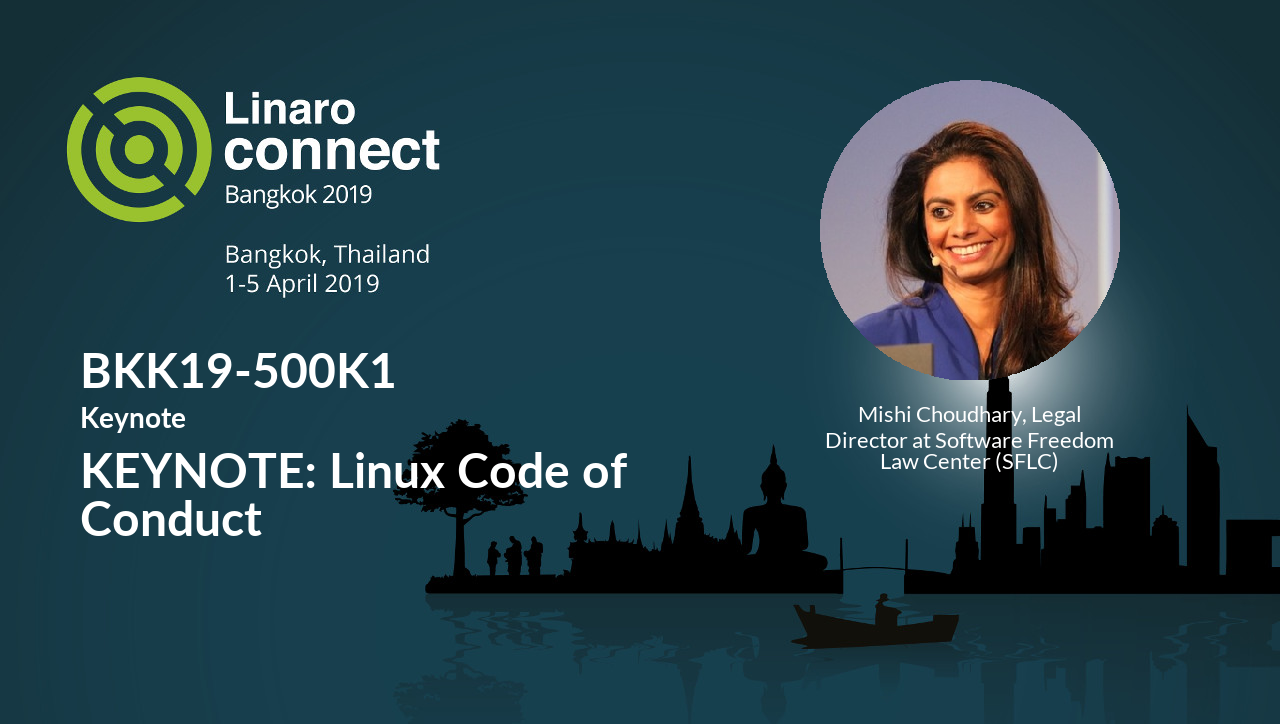 Linaro
connect
Bangkok 2019
Bangkok, Thailand
1-5 April 2019
BKK19-500K1
Keynote
KEYNOTE: Linux Code of
Conduct
Mishi Choudhary, Legal
Director at Software Freedom
Law Center (SFLC)